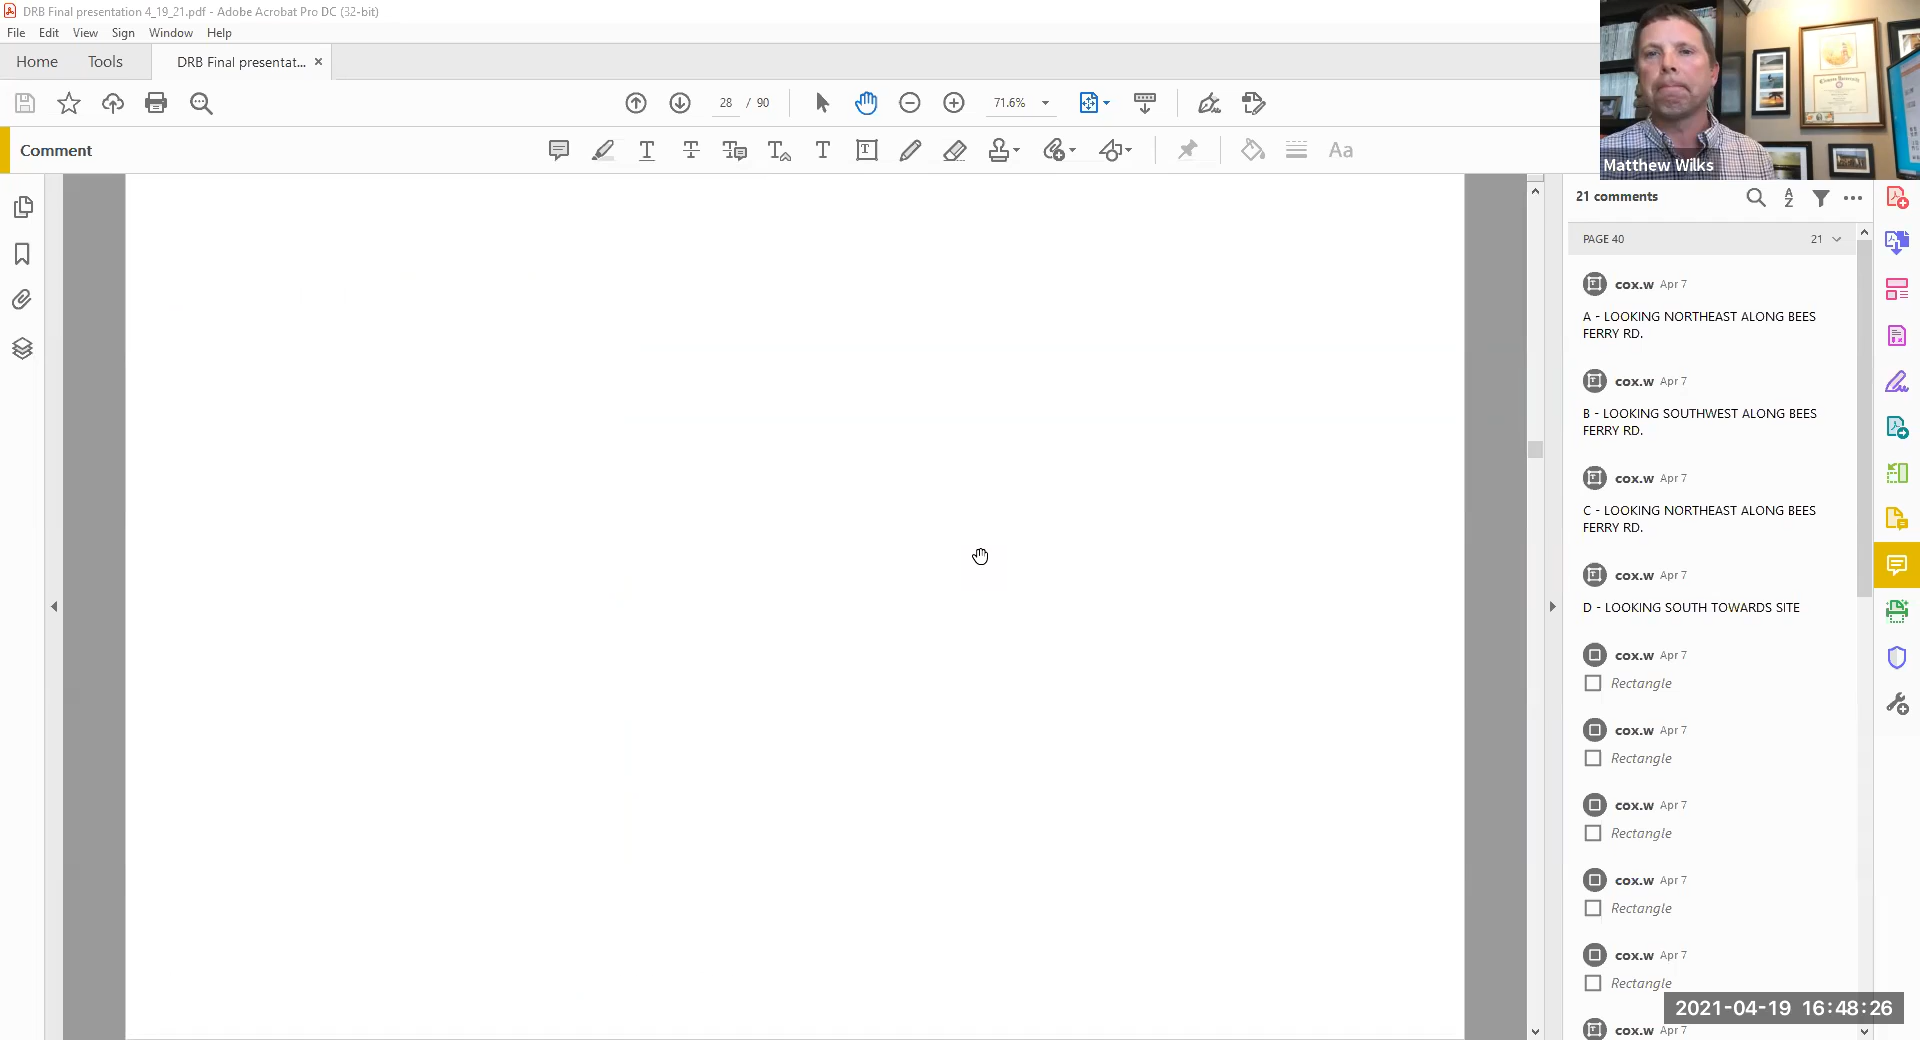 DRB Final presentation 4_19_21.pdf - Adobe Acrobat Pro DC (32-bit)
File Edit View Sign Window Help
Home Tools DRB Final presentat... ×
28 / 90 71.6%
Comment
Aa
Matthew Wilks
21 comments
PAGE 40 21
cox.w Apr 7
A - LOOKING NORTHEAST ALONG BEES
FERRY RD.
cox.w Apr 7
B - LOOKING SOUTHWEST ALONG BEES
FERRY RD.
cox.w Apr 7
C - LOOKING NORTHEAST ALONG BEES
FERRY RD.
cox.w Apr 7
D - LOOKING SOUTH TOWARDS SITE
cox.w Apr 7
Rectangle
cox.w Apr 7
Rectangle
cox.w Apr 7
Rectangle
cox.w Apr 7
Rectangle
cox.w Apr 7
Rectangle
2021-04-19 16:48:26
cox.w Apr 7